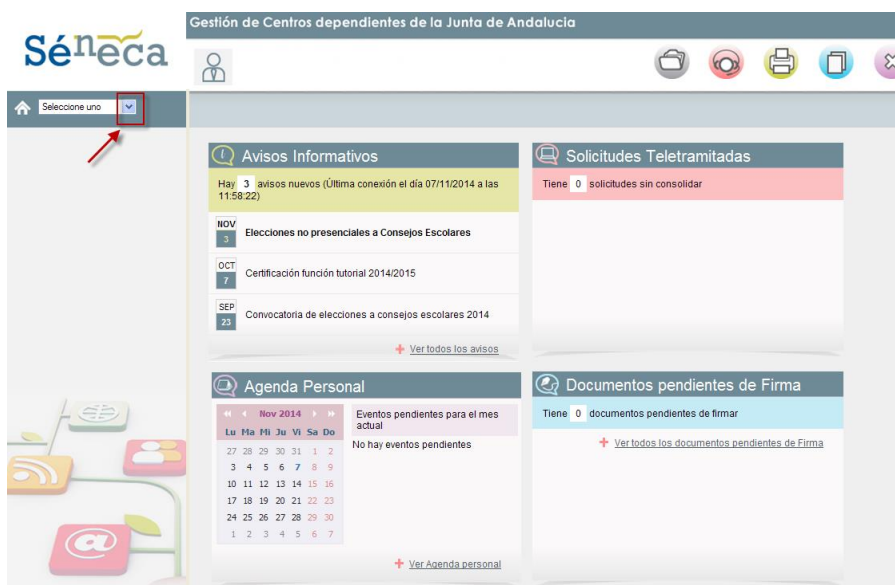 Gestión de Centros dependientes de la Junta de Andalucia
Séneca
Seleccione uno
Avisos Informativos
Hay 3 avisos nuevos (Última conexión el día 07/11/2014 a las
11:58:22)
NOV
3
Elecciones no presenciales a Consejos Escolares
OCT
7
Certificación función tutorial 2014/2015
SEP
23
Convocatoria de elecciones a consejos escolares 2014
Ver todos los avisos
Solicitudes Teletramitadas
Tiene 0 solicitudes sin consolidar
Agenda Personal
Nov 2014
Lu Ma Mi Ju Vi Sa Do
27 28 29 30 31 1 2
3 4 5 6 7 8 9
10 11 12 13 14 15 16
17 18 19 20 21 22 23
24 25 26 27 28 29 30
1 2 3 4 5 6 7
Eventos pendientes para el mes
actual
No hay eventos pendientes
Ver Agenda personal
Documentos pendientes de Firma
Tiene 0 documentos pendientes de firmar
Ver todos los documentos pendientes de Firma
@